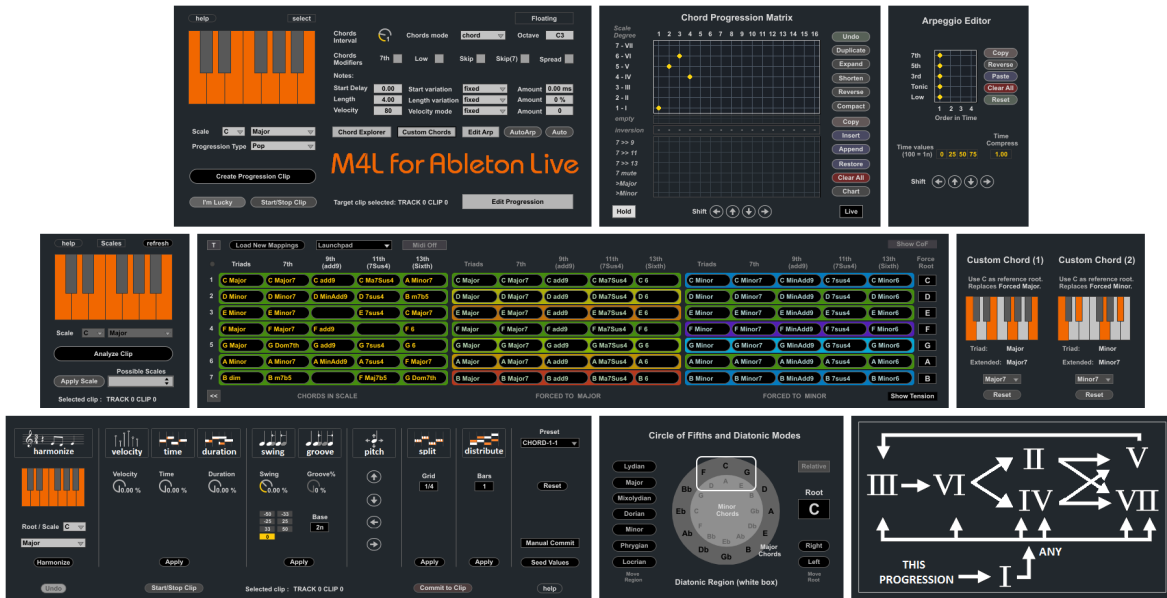 help
select
Floating
Chords Interval
1
Chords mode
chord
Octave
C3
Chords Modifiers
7th
Low
Skip
Skip(7)
Spread
Notes:
Start Delay 0.00 Start variation fixed Amount 0.00 ms
Length 4.00 Length variation fixed Amount 0 %
Velocity 80 Velocity mode fixed Amount 0
Scale C Major
Progression Type Pop
Chord Explorer Custom Chords Edit Arp AutoArp Auto
M4L for Ableton Live
Create Progression Clip
I'm Lucky Start/Stop Clip
Target clip selected: TRACK 0 CLIP 0
Edit Progression
Chord Progression Matrix
Scale Degree
1 2 3 4 5 6 7 8 9 10 11 12 13 14 15 16
7 - VII
6 - VI
5 - V
4 - IV
3 - III
2 - II
1 - I
empty
inversion
7 >> 9
7 >> 11
7 >> 13
7 mute
>Major
>Minor
Undo
Duplicate
Expand
Shorten
Reverse
Compact
Copy
Insert
Append
Restore
Clear All
Chart
Hold
Shift
Live
Arpeggio Editor
7th
5th
3rd
Tonic
Low
1 2 3 4
Order in Time
Copy
Reverse
Paste
Clear All
Reset
Time values (100 = 1n)
0 25 50 75
Time Compress
1.00
Shift
help Scales refresh
Scale C Major
Analyze Clip
Possible Scales
Apply Scale
Selected clip : TRACK 0 CLIP 0
T Load New Mappings Launchpad Midi Off Show CoF
Triads 7th 9th (add9) 11th (7Sus4) 13th (Sixth) Triads 7th 9th (add9) 11th (7Sus4) 13th (Sixth) Triads 7th 9th (add9) 11th (7Sus4) 13th (Sixth) Force Root
1 C Major C Major7 C add9 C Ma7Sus4 A Minor7 C Major C Major7 C add9 C Ma7Sus4 C 6 C Minor C Minor7 C MinAdd9 C 7sus4 C Minor6 C
2 D Minor D Minor7 D MinAdd9 D 7sus4 B m7b5 D Major D Major7 D add9 D Ma7Sus4 D 6 D Minor D Minor7 D MinAdd9 D 7sus4 D Minor6 D
3 E Minor E Minor7 E 7sus4 C Major7 E Major E Major7 E add9 E Ma7Sus4 E 6 E Minor E Minor7 E MinAdd9 E 7sus4 E Minor6 E
4 F Major F Major7 F add9 F 6 F Major F Major7 F add9 F Ma7Sus4 F 6 F Minor F Minor7 F MinAdd9 F 7sus4 F Minor6 F
5 G Major G Dom7th G add9 G 7sus4 G 6 G Major G Major7 G add9 G Ma7Sus4 G 6 G Minor G Minor7 G MinAdd9 G 7sus4 G Minor6 G
6 A Minor A Minor7 A MinAdd9 A 7sus4 F Major7 A Major A Major7 A add9 A Ma7Sus4 A 6 A Minor A Minor7 A MinAdd9 A 7sus4 A Minor6 A
7 B dim B m7b5 F Maj7b5 G Dom7th B Major B Major7 B add9 B Ma7Sus4 B 6 B Minor B Minor7 B MinAdd9 B 7sus4 B Minor6 B
<< CHORDS IN SCALE FORCED TO MAJOR FORCED TO MINOR Show Tension
Custom Chord (1) Custom Chord (2)
Use C as reference root. Use C as reference root.
Replaces Forced Major. Replaces Forced Minor.
Triad: Major Triad: Minor
Extended: Major7 Extended: Minor7
Major7 Minor7
Reset Reset
harmonize velocity time duration swing groove pitch split distribute
Preset
CHORD-1-1
Velocity 0.00 %
Time 0.00 %
Duration 0.00 %
Swing 0.00 %
Groove% 0 %
Grid
1/4
Bars
1
Reset
-50 -33
-25 25
33 50
0
Base
2n
Root / Scale C
Major
Manual Commit
Harmonize Apply Apply Apply Apply Seed Values
Undo Start/Stop Clip Selected clip : TRACK 0 CLIP 0 Commit to Clip help
Circle of Fifths and Diatonic Modes
Lydian
Major
Mixolydian
Dorian
Minor
Phrygian
Locrian
Move Region
C G D A E B Gb Db Ab Eb Bb F
A E B Gb Db Ab Eb Bb F C G D
Minor Chords
Major Chords
Diatonic Region (white box)
Relative
Root
C
Right
Left
Move Root
II V
III VI
IV VII
ANY
THIS PROGRESSION I